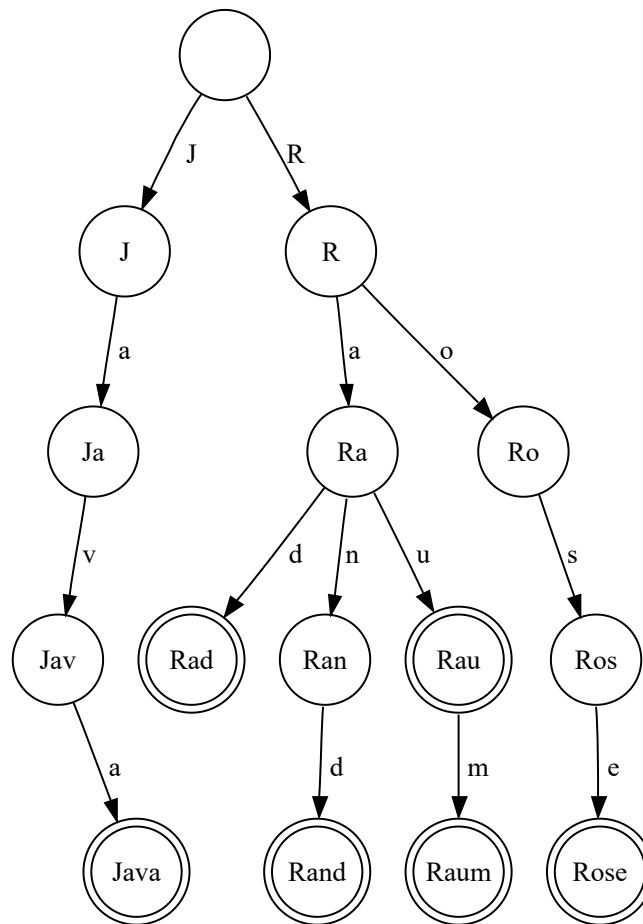 J R
J R
a a o
Ja Ra Ro
v d n u s
Jav Rad Ran Rau Ros
a d m e
Java Rand Raum Rose